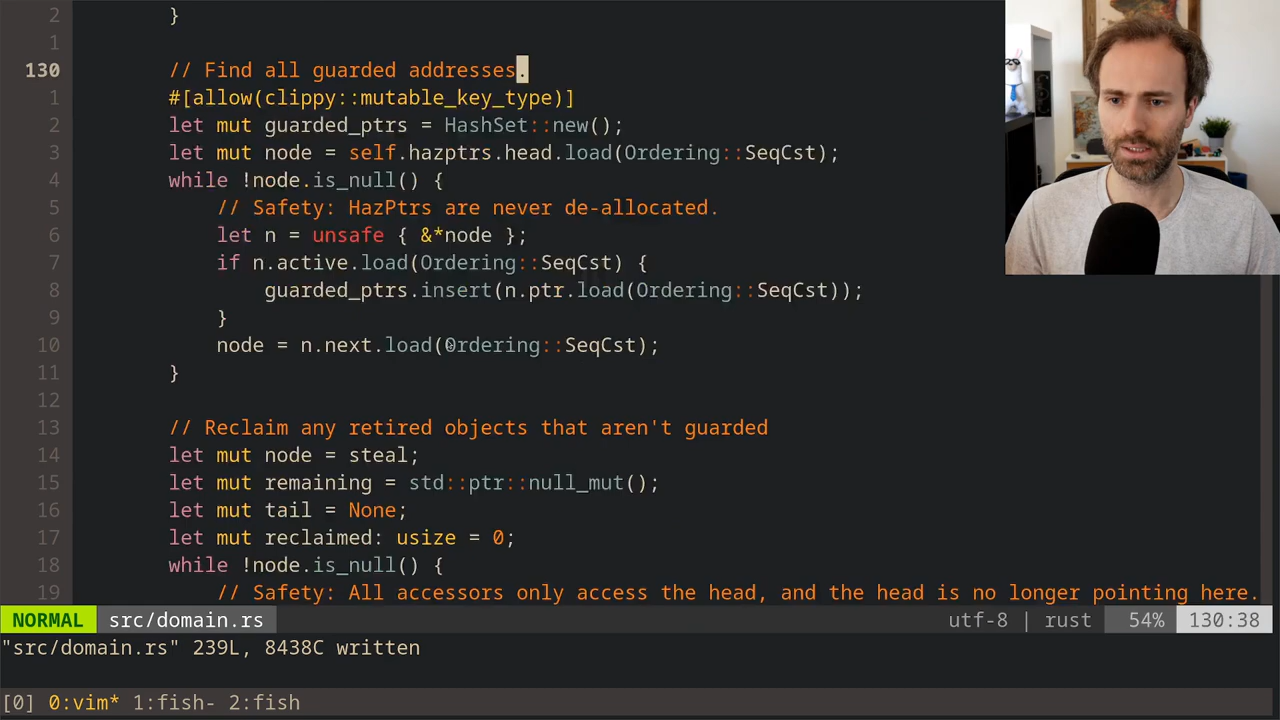 2         }
1
130         // Find all guarded addresses.
1         #[allow(clippy::mutable_key_type)]
2         let mut guarded_ptrs = HashSet::new();
3         let mut node = self.hazptrs.head.load(Ordering::SeqCst);
4         while !node.is_null() {
5             // Safety: HazPtrs are never de-allocated.
6             let n = unsafe { &*node };
7             if n.active.load(Ordering::SeqCst) {
8                 guarded_ptrs.insert(n.ptr.load(Ordering::SeqCst));
9             }
10             node = n.next.load(Ordering::SeqCst);
11         }
12
13         // Reclaim any retired objects that aren't guarded
14         let mut node = steal;
15         let mut remaining = std::ptr::null_mut();
16         let mut tail = None;
17         let mut reclaimed: usize = 0;
18         while !node.is_null() {
19             // Safety: All accessors only access the head, and the head is no longer pointing here.
NORMAL src/domain.rs utf-8 | rust 54% 130:38
"src/domain.rs" 239L, 8438C written
[0] 0:vim* 1:fish- 2:fish